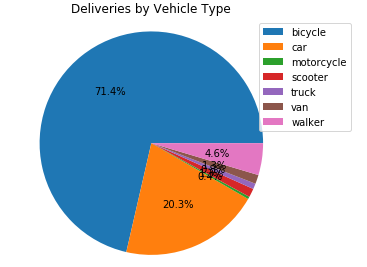 Deliveries by Vehicle Type
bicycle
car
motorcycle
scooter
truck
van
walker
71.4%
20.3%
0.4%
1.3%
4.6%